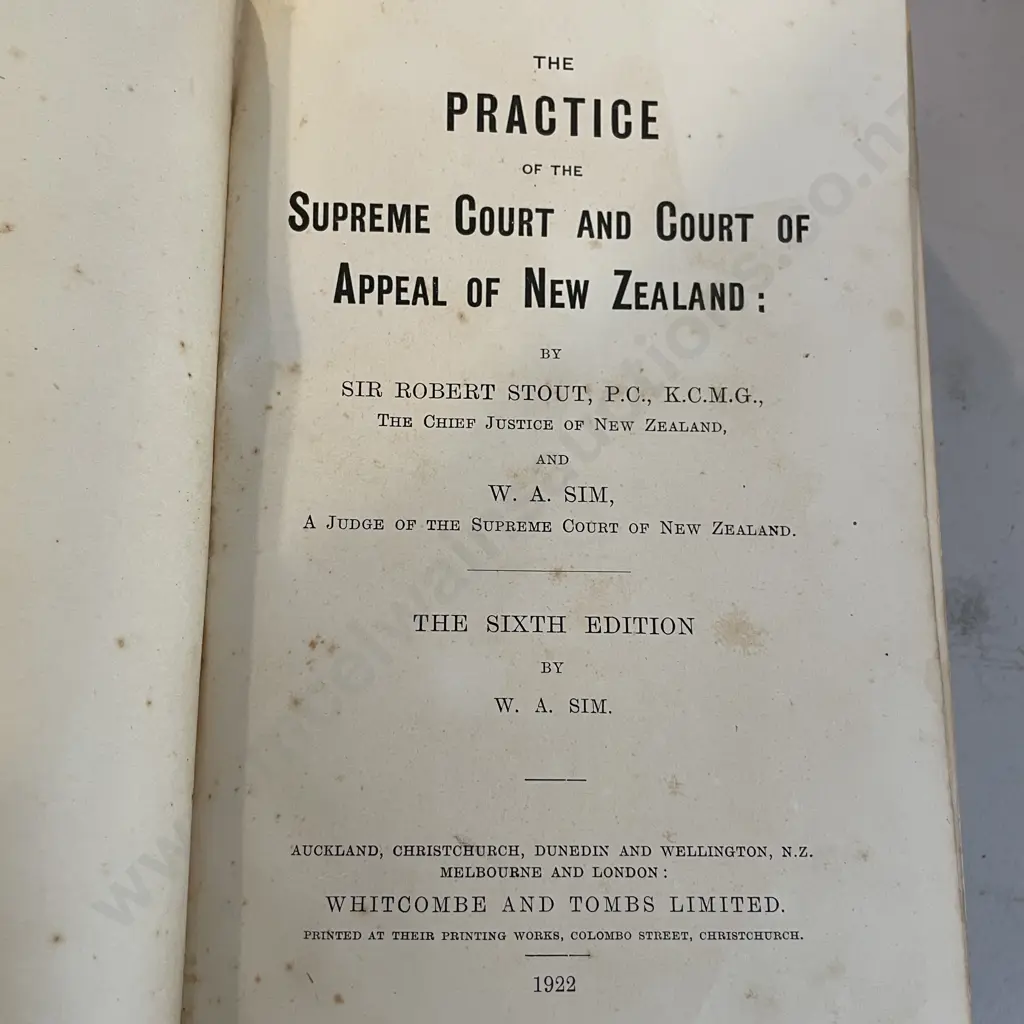 THE
PRACTICE
OF THE
SUPREME COURT AND COURT OF
APPEAL OF NEW ZEALAND:
BY
SIR ROBERT STOUT, P.C., K.C.M.G.,
THE CHIEF JUSTICE OF NEW ZEALAND,
AND
W. A. SIM,
A JUDGE OF THE SUPREME COURT OF NEW ZEALAND.
THE SIXTH EDITION
BY
W. A. SIM.
AUCKLAND, CHRISTCHURCH, DUNEDIN AND WELLINGTON, N.Z.
MELBOURNE AND LONDON:
WHITCOMBE AND TOMBS LIMITED.
PRINTED AT THEIR PRINTING WORKS, COLOMBO STREET, CHRISTCHURCH.
1922